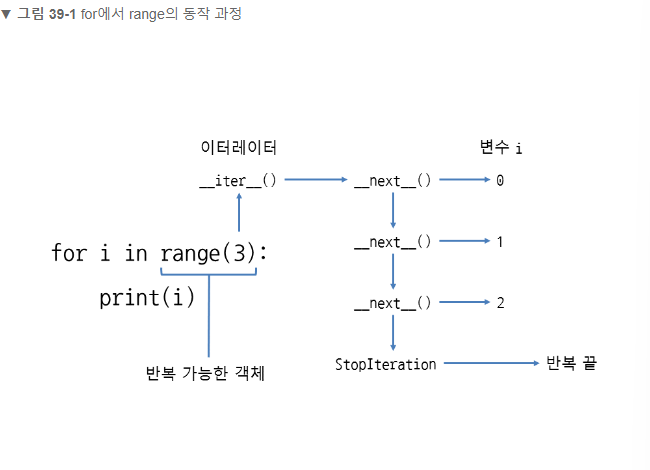 ▼ 그림 39-1 for에서 range의 동작 과정
이터레이터
변수 i
__iter__()
__next__()
0
for i in range(3):
__next__()
1
print(i)
__next__()
2
반복 가능한 객체
StopIteration
반복 끝